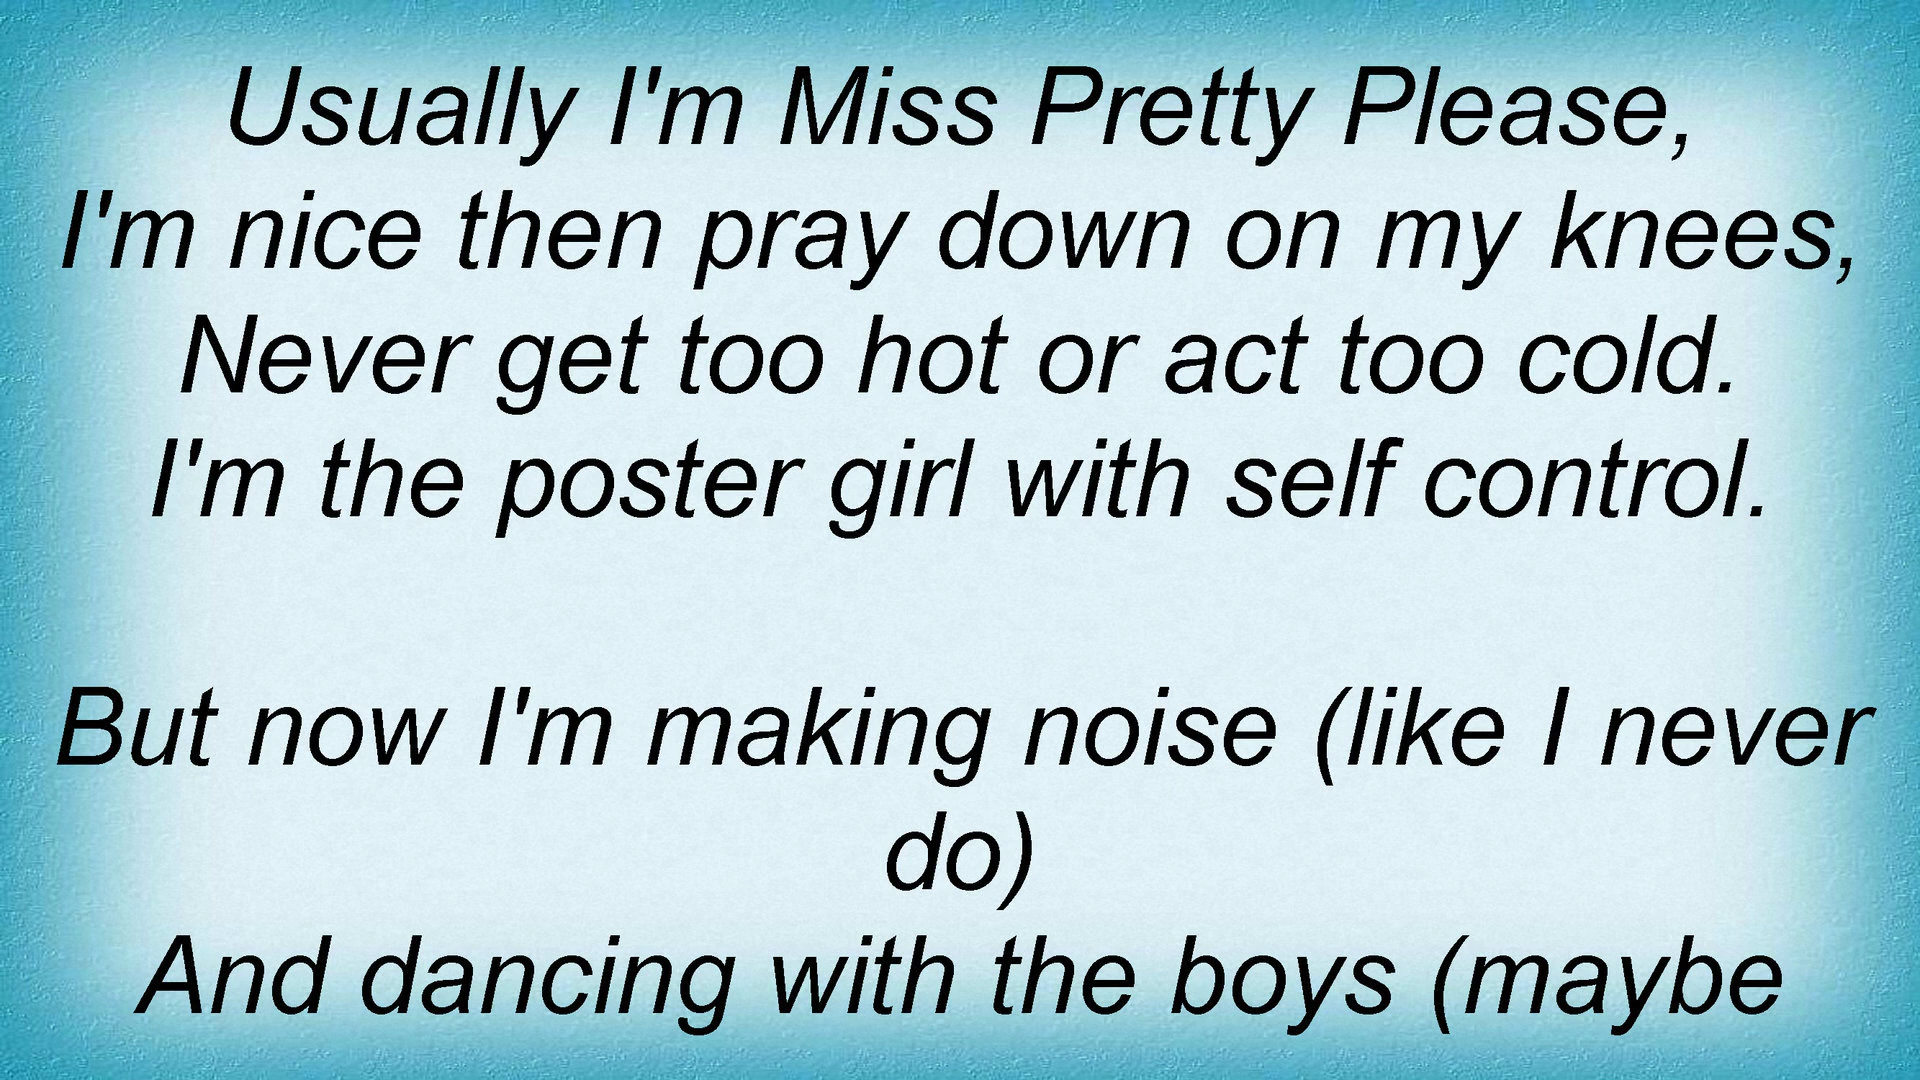 Usually I'm Miss Pretty Please,
I'm nice then pray down on my knees,
Never get too hot or act too cold.
I'm the poster girl with self control.
But now I'm making noise (like I never
do)
And dancing with the boys (maybe